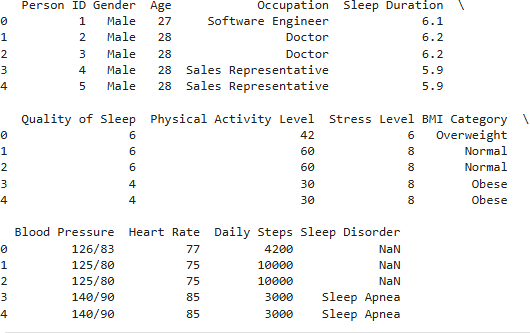 Person ID Gender Age Occupation Sleep Duration \
0 1 Male 27 Software Engineer 6.1
1 2 Male 28 Doctor 6.2
2 3 Male 28 Doctor 6.2
3 4 Male 28 Sales Representative 5.9
4 5 Male 28 Sales Representative 5.9
Quality of Sleep Physical Activity Level Stress Level BMI Category \
0 6 42 6 Overweight
1 6 60 8 Normal
2 6 60 8 Normal
3 4 30 8 Obese
4 4 30 8 Obese
Blood Pressure Heart Rate Daily Steps Sleep Disorder
0 126/83 77 4200 NaN
1 125/80 75 10000 NaN
2 125/80 75 10000 NaN
3 140/90 85 3000 Sleep Apnea
4 140/90 85 3000 Sleep Apnea